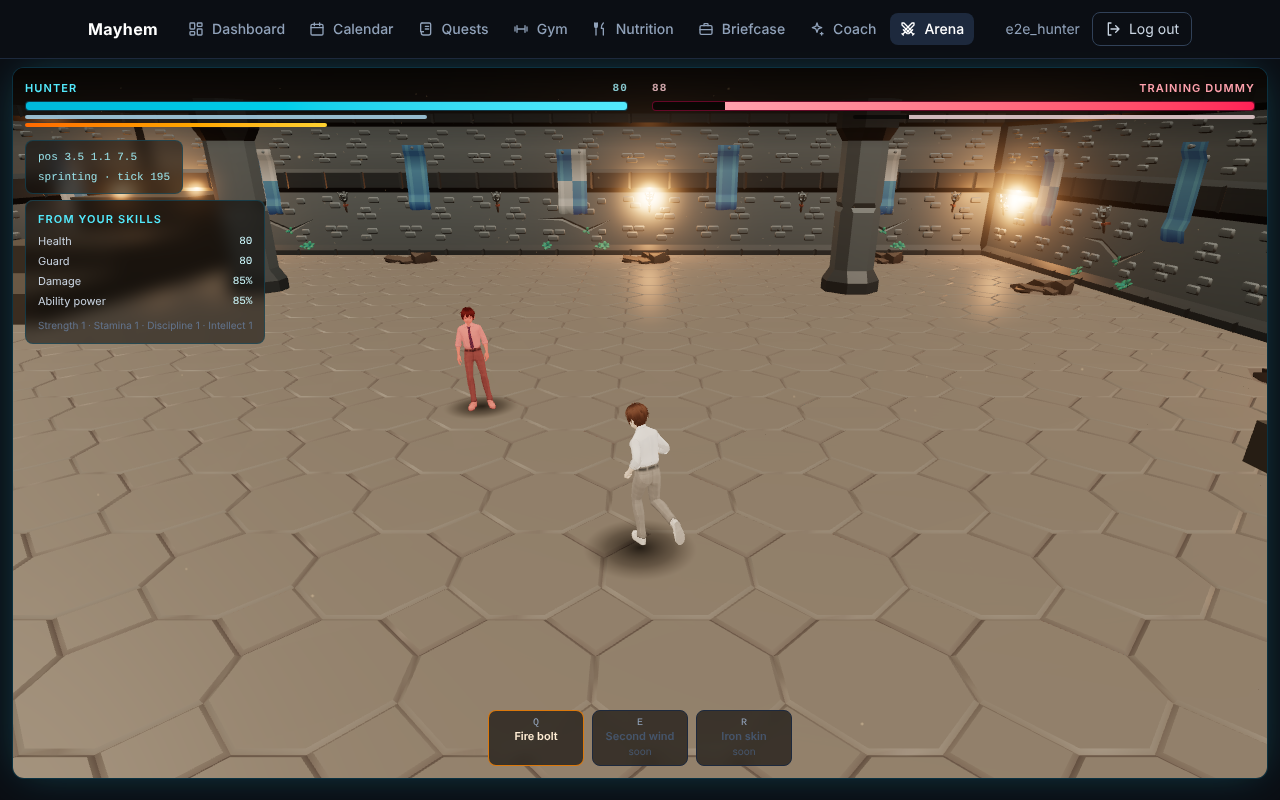 Mayhem
Dashboard
Calendar
Quests
Gym
Nutrition
Briefcase
Coach
Arena
e2e_hunter
Log out
HUNTER 80
88 TRAINING DUMMY
pos 3.5 1.1 7.5
sprinting · tick 195
FROM YOUR SKILLS
Health 80
Guard 80
Damage 85%
Ability power 85%
Strength 1 · Stamina 1 · Discipline 1 · Intellect 1
Q
Fire bolt
E
Second wind
soon
R
Iron skin
soon